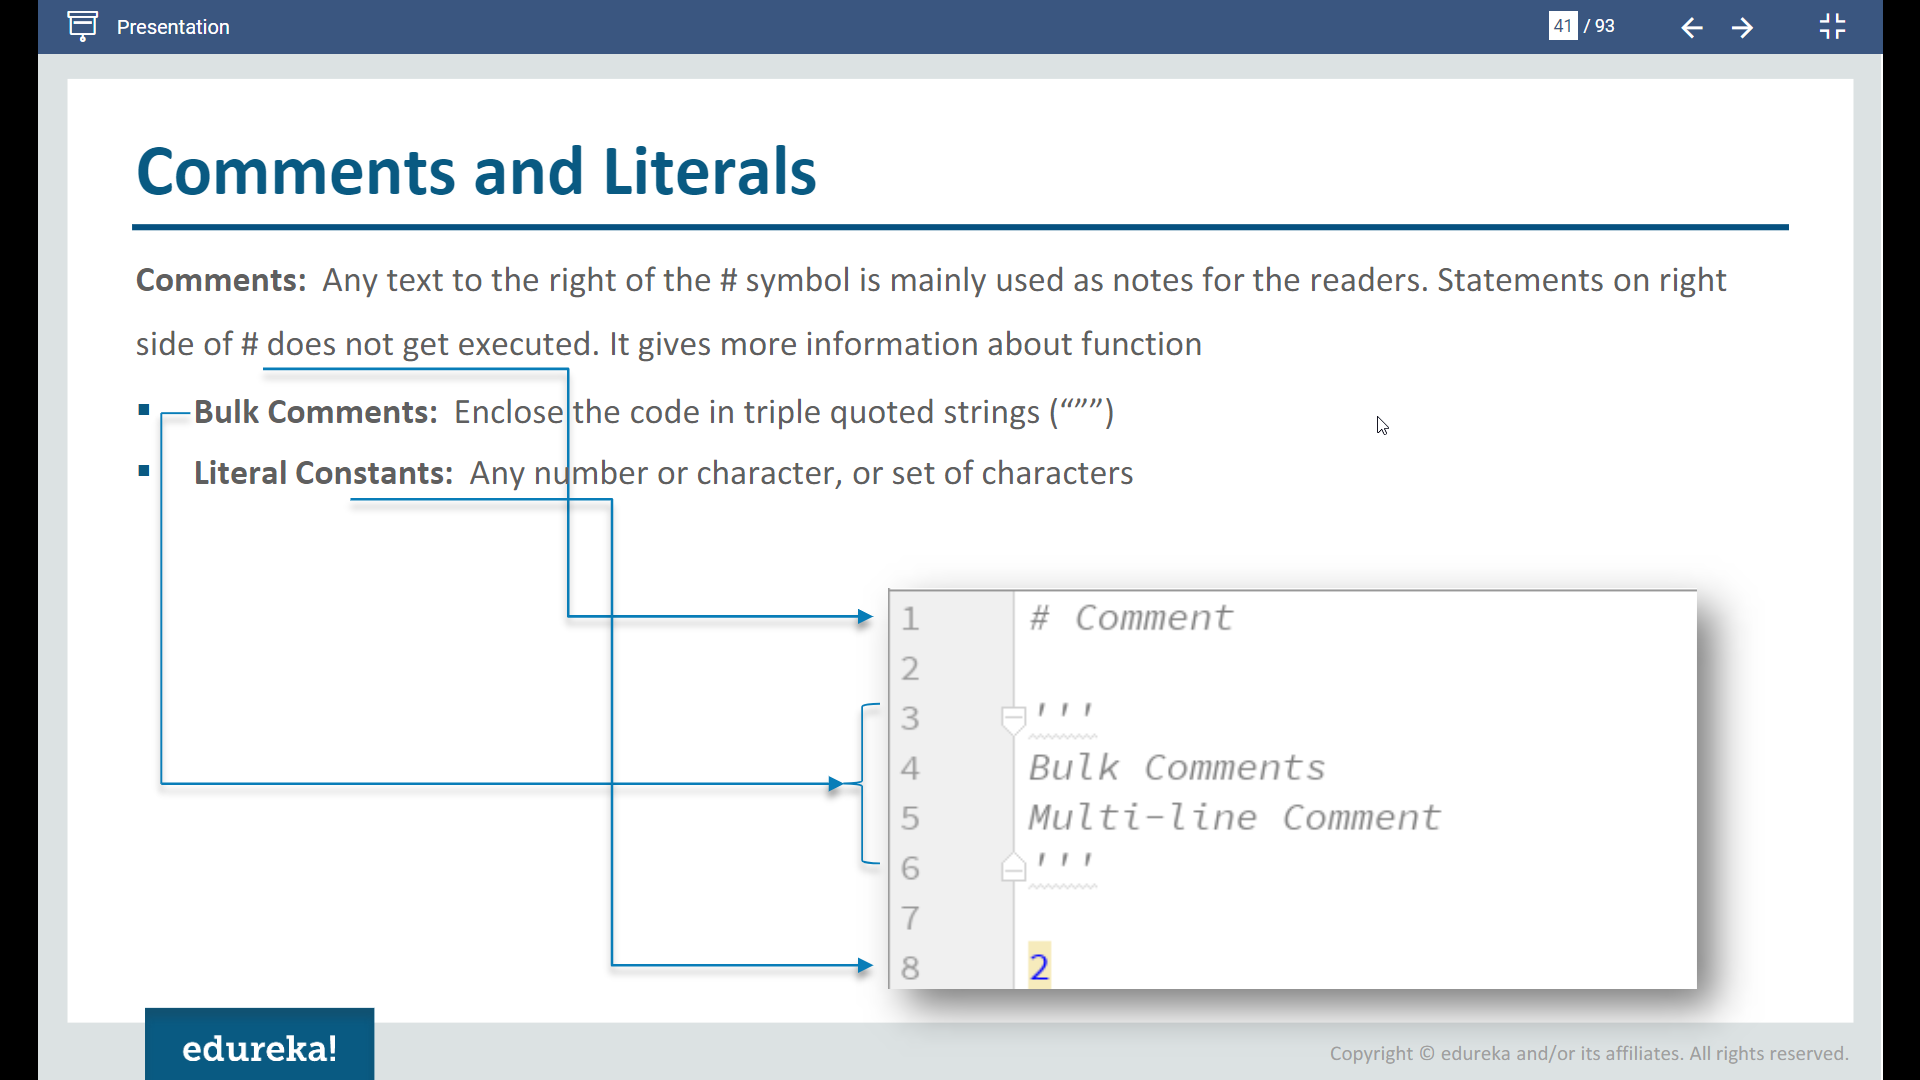 Presentation
41 / 93
Comments and Literals
Comments: Any text to the right of the # symbol is mainly used as notes for the readers. Statements on right
side of # does not get executed. It gives more information about function
▪ Bulk Comments: Enclose the code in triple quoted strings (“””)
▪ Literal Constants: Any number or character, or set of characters
1 # Comment
2
3 '''
4 Bulk Comments
5 Multi-line Comment
6 '''
7
8 2
edureka!
Copyright © edureka and/or its affiliates. All rights reserved.